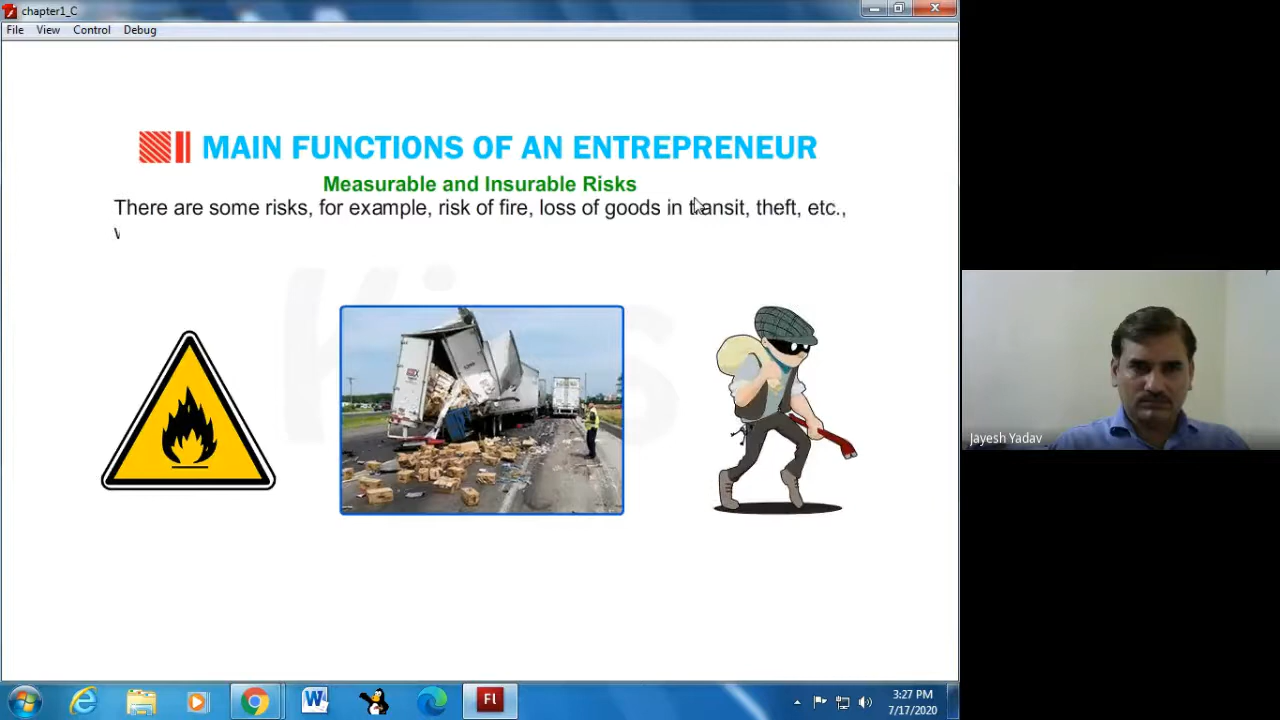 chapter1_C
File View Control Debug
MAIN FUNCTIONS OF AN ENTREPRENEUR
Measurable and Insurable Risks
There are some risks, for example, risk of fire, loss of goods in transit, theft, etc.,
Jayesh Yadav
Fl
3:27 PM
7/17/2020